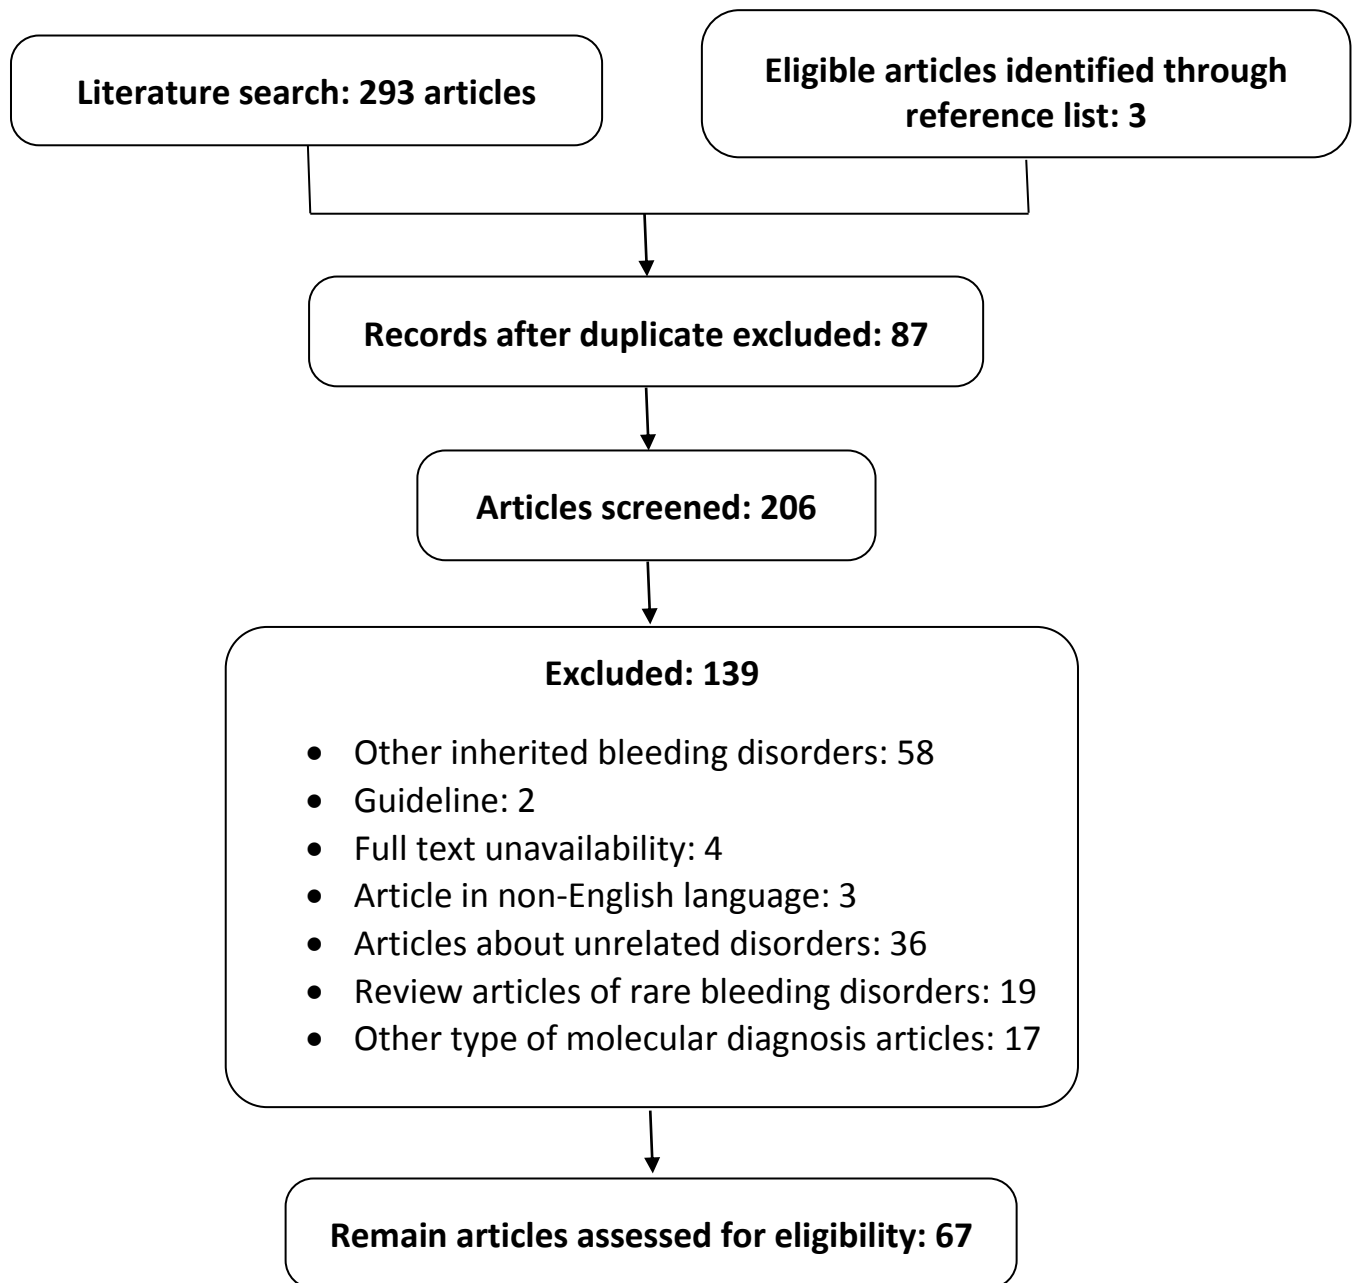 Literature search: 293 articles
Eligible articles identified through
reference list: 3
Records after duplicate excluded: 87
Articles screened: 206
Excluded: 139
• Other inherited bleeding disorders: 58
• Guideline: 2
• Full text unavailability: 4
• Article in non-English language: 3
• Articles about unrelated disorders: 36
• Review articles of rare bleeding disorders: 19
• Other type of molecular diagnosis articles: 17
Remain articles assessed for eligibility: 67